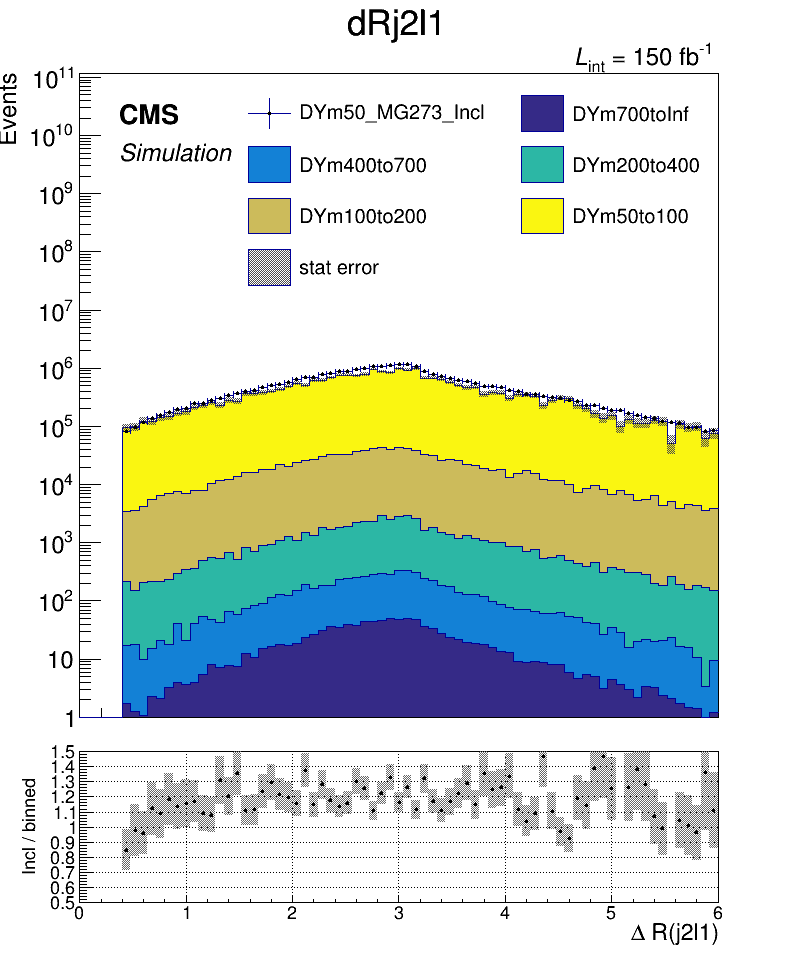 dRj2l1
L_int = 150 fb^-1
Events
CMS
Simulation
DYm50_MG273_Incl
DYm700toInf
DYm400to700
DYm200to400
DYm100to200
DYm50to100
stat error
10^11
10^10
10^9
10^8
10^7
10^6
10^5
10^4
10^3
10^2
10
1
Incl / binned
1.5
1.4
1.3
1.2
1.1
1
0.9
0.8
0.7
0.6
0.5
0 1 2 3 4 5 6
Δ R(j2l1)